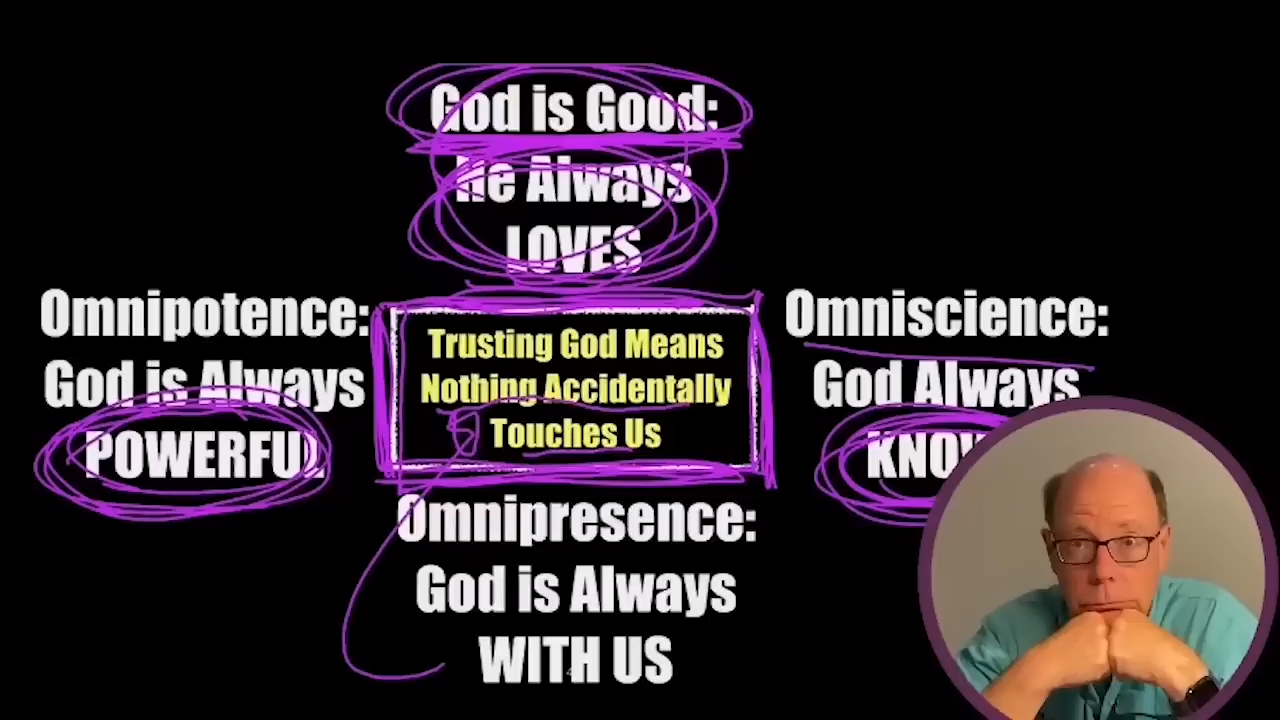 God is Good:
He Always
LOVES
Omnipotence:
God is Always
POWERFUL
Trusting God Means
Nothing Accidentally
Touches Us
Omniscience:
God Always
Omnipresence:
God is Always
WITH US